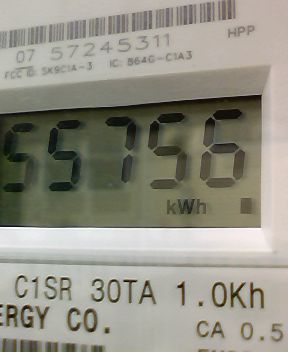 07 57245311
HPP
FCC ID: SK9C1A-3 IC: 864G-C1A3
55756
kWh
C1SR 30TA 1.0Kh
ERGY CO.
CA 0.5